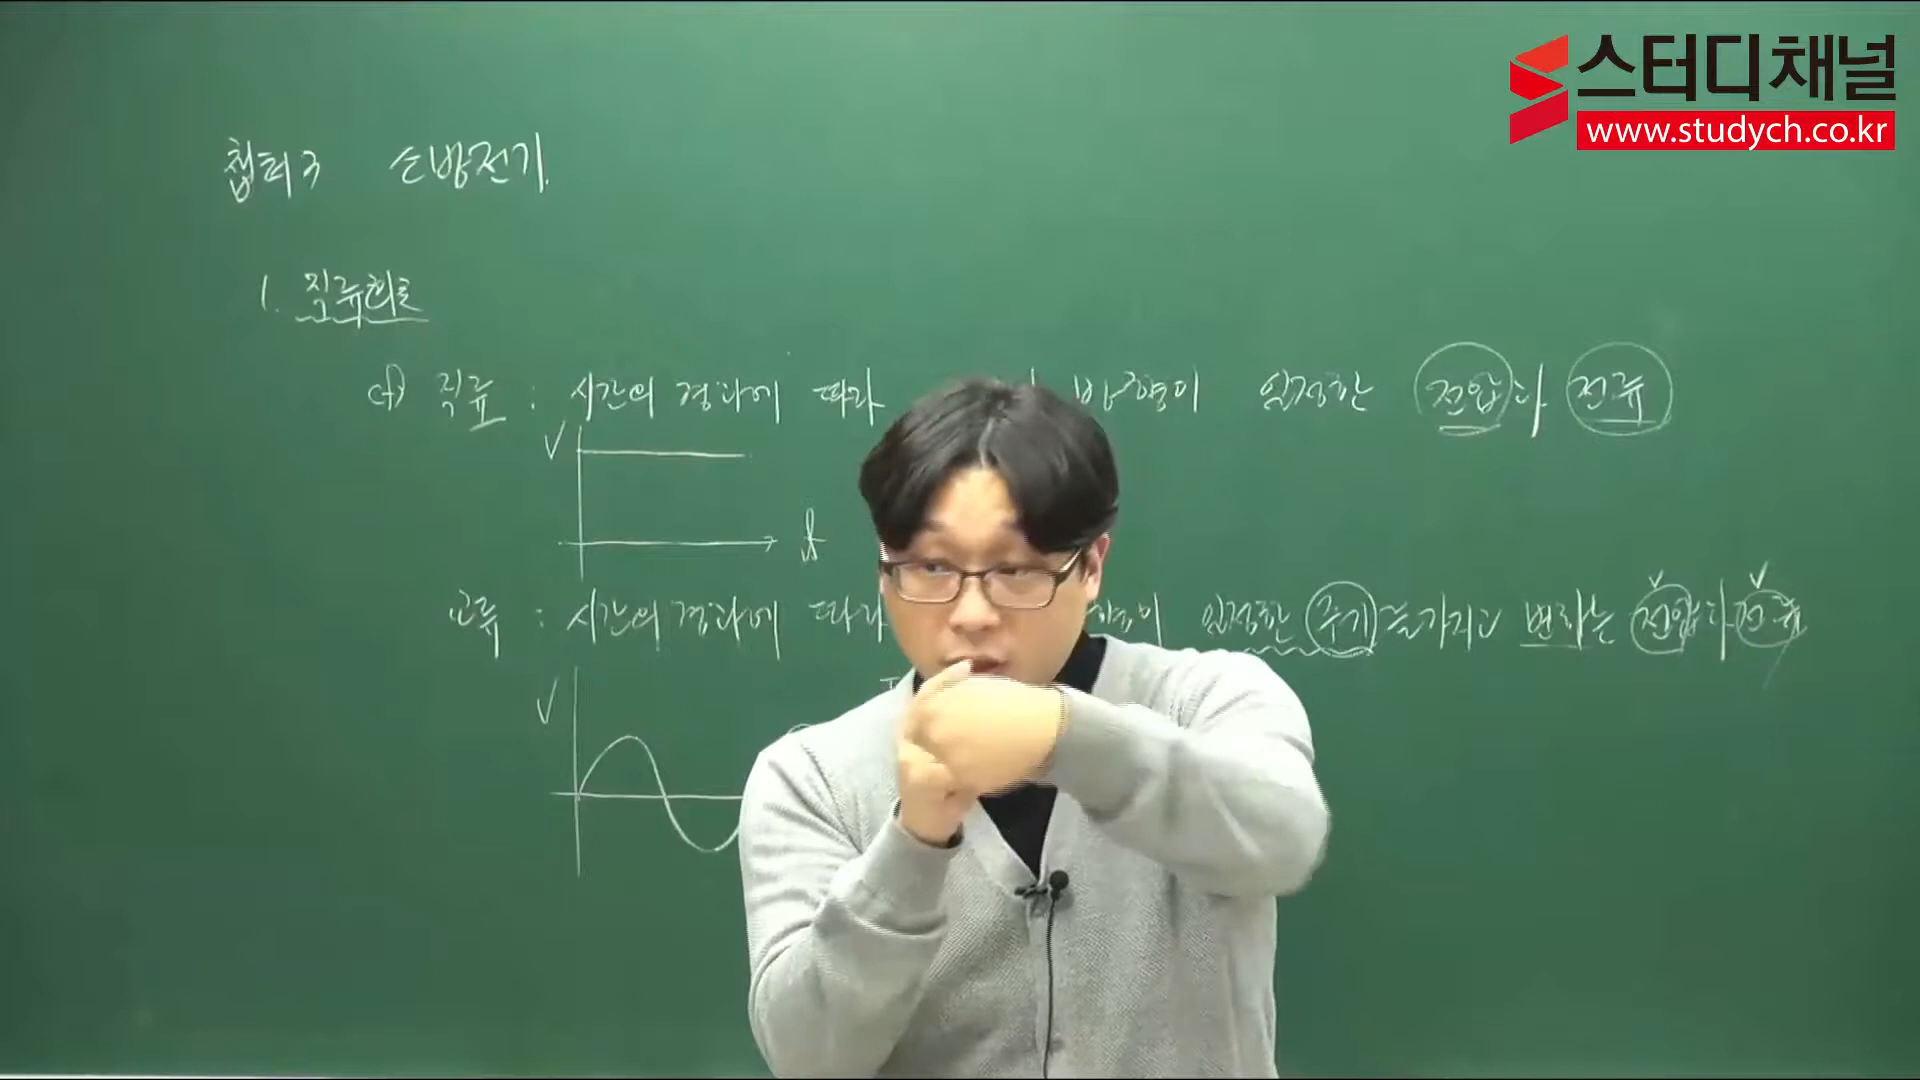 스터디채널
www.studych.co.kr
챕터3 소방전기.
1. 직류회로
cf) 직류 : 시간의 경과에 따라 방향이 일정한 전압과 전류
V
t
교류 : 시간의 경과에 따라 일정한 주기를 가지고 변하는 전압과 전류
V